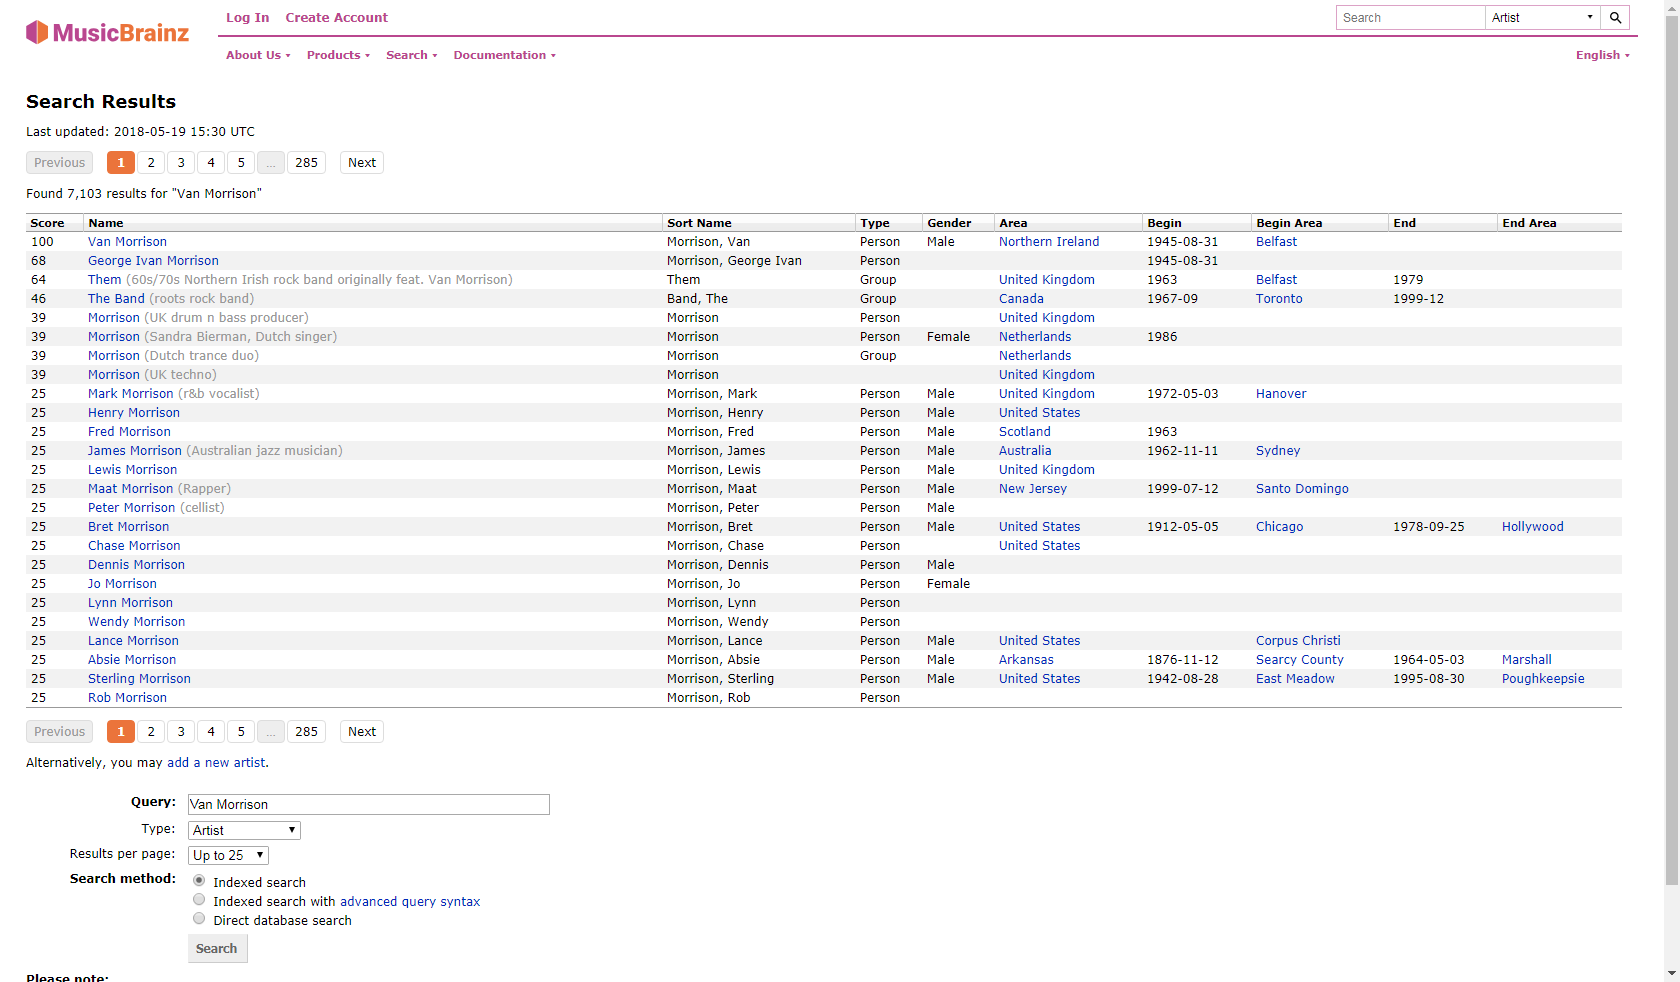 MusicBrainz
Log In Create Account
Search Artist
About Us Products Search Documentation English
Search Results
Last updated: 2018-05-19 15:30 UTC
Previous 1 2 3 4 5 ... 285 Next
Found 7,103 results for "Van Morrison"
Score Name Sort Name Type Gender Area Begin Begin Area End End Area
100 Van Morrison Morrison, Van Person Male Northern Ireland 1945-08-31 Belfast
68 George Ivan Morrison Morrison, George Ivan Person 1945-08-31
64 Them (60s/70s Northern Irish rock band originally feat. Van Morrison) Them Group United Kingdom 1963 Belfast 1979
46 The Band (roots rock band) Band, The Group Canada 1967-09 Toronto 1999-12
39 Morrison (UK drum n bass producer) Morrison Person United Kingdom
39 Morrison (Sandra Bierman, Dutch singer) Morrison Person Female Netherlands 1986
39 Morrison (Dutch trance duo) Morrison Group Netherlands
39 Morrison (UK techno) Morrison United Kingdom
25 Mark Morrison (r&b vocalist) Morrison, Mark Person Male United Kingdom 1972-05-03 Hanover
25 Henry Morrison Morrison, Henry Person Male United States
25 Fred Morrison Morrison, Fred Person Male Scotland 1963
25 James Morrison (Australian jazz musician) Morrison, James Person Male Australia 1962-11-11 Sydney
25 Lewis Morrison Morrison, Lewis Person Male United Kingdom
25 Maat Morrison (Rapper) Morrison, Maat Person Male New Jersey 1999-07-12 Santo Domingo
25 Peter Morrison (cellist) Morrison, Peter Person Male
25 Bret Morrison Morrison, Bret Person Male United States 1912-05-05 Chicago 1978-09-25 Hollywood
25 Chase Morrison Morrison, Chase Person United States
25 Dennis Morrison Morrison, Dennis Person Male
25 Jo Morrison Morrison, Jo Person Female
25 Lynn Morrison Morrison, Lynn Person
25 Wendy Morrison Morrison, Wendy Person
25 Lance Morrison Morrison, Lance Person Male United States Corpus Christi
25 Absie Morrison Morrison, Absie Person Male Arkansas 1876-11-12 Searcy County 1964-05-03 Marshall
25 Sterling Morrison Morrison, Sterling Person Male United States 1942-08-28 East Meadow 1995-08-30 Poughkeepsie
25 Rob Morrison Morrison, Rob Person
Previous 1 2 3 4 5 ... 285 Next
Alternatively, you may add a new artist.
Query: Van Morrison
Type: Artist
Results per page: Up to 25
Search method: Indexed search
Indexed search with advanced query syntax
Direct database search
Search
Please note: